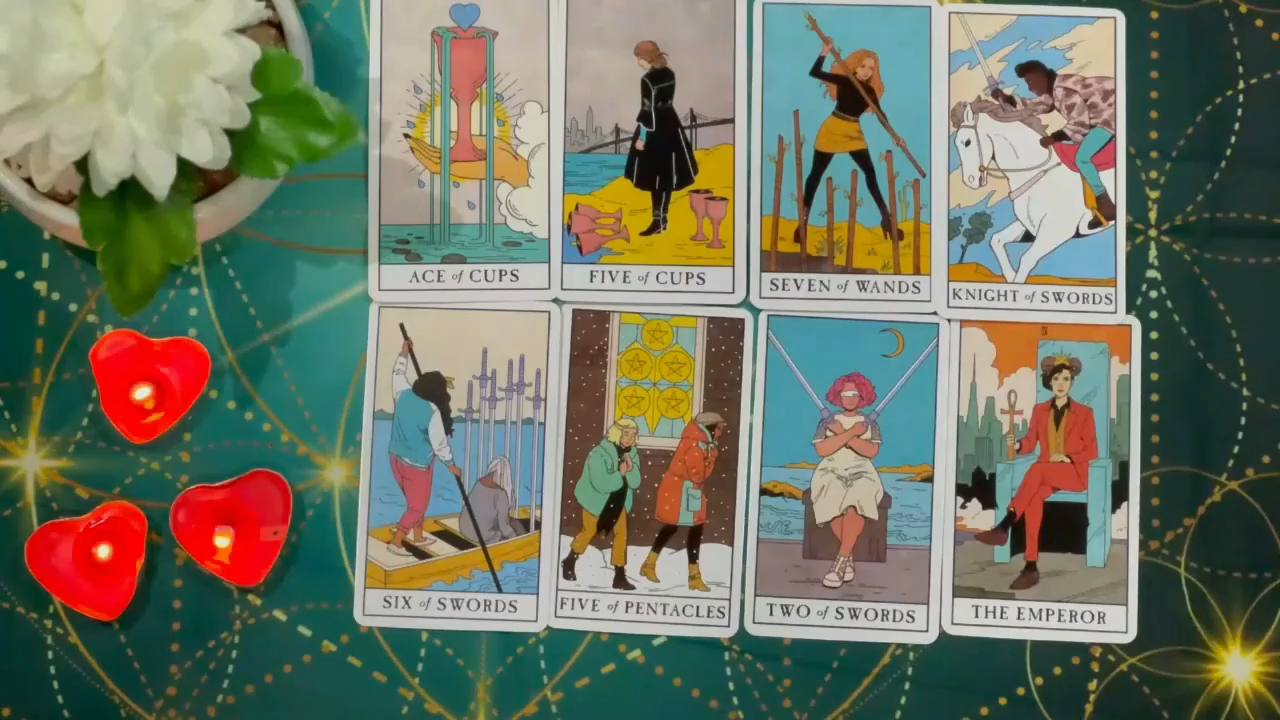 ACE of CUPS
FIVE of CUPS
SEVEN of WANDS
KNIGHT of SWORDS
SIX of SWORDS
FIVE of PENTACLES
TWO of SWORDS
THE EMPEROR